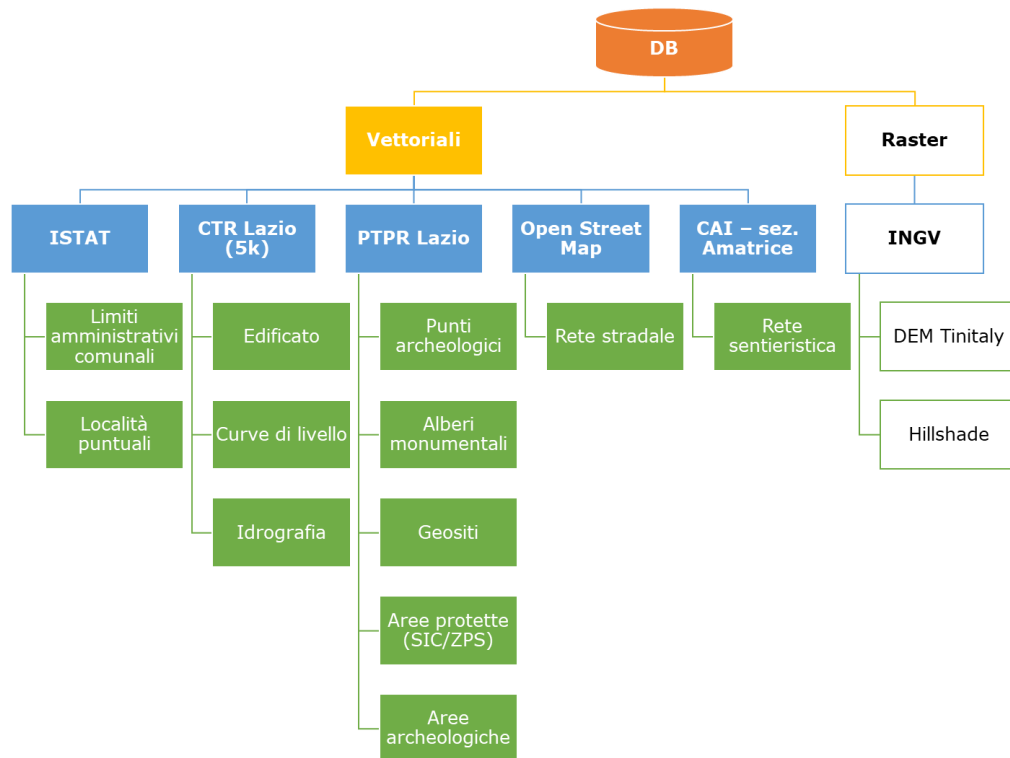 DB
Vettoriali
Raster
ISTAT
CTR Lazio
(5k)
PTPR Lazio
Open Street
Map
CAI – sez.
Amatrice
INGV
Limiti
amministrativi
comunali
Edificato
Punti
archeologici
Rete stradale
Rete
sentieristica
DEM Tinitaly
Località
puntuali
Curve di livello
Alberi
monumentali
Hillshade
Idrografia
Geositi
Aree protette
(SIC/ZPS)
Aree
archeologiche